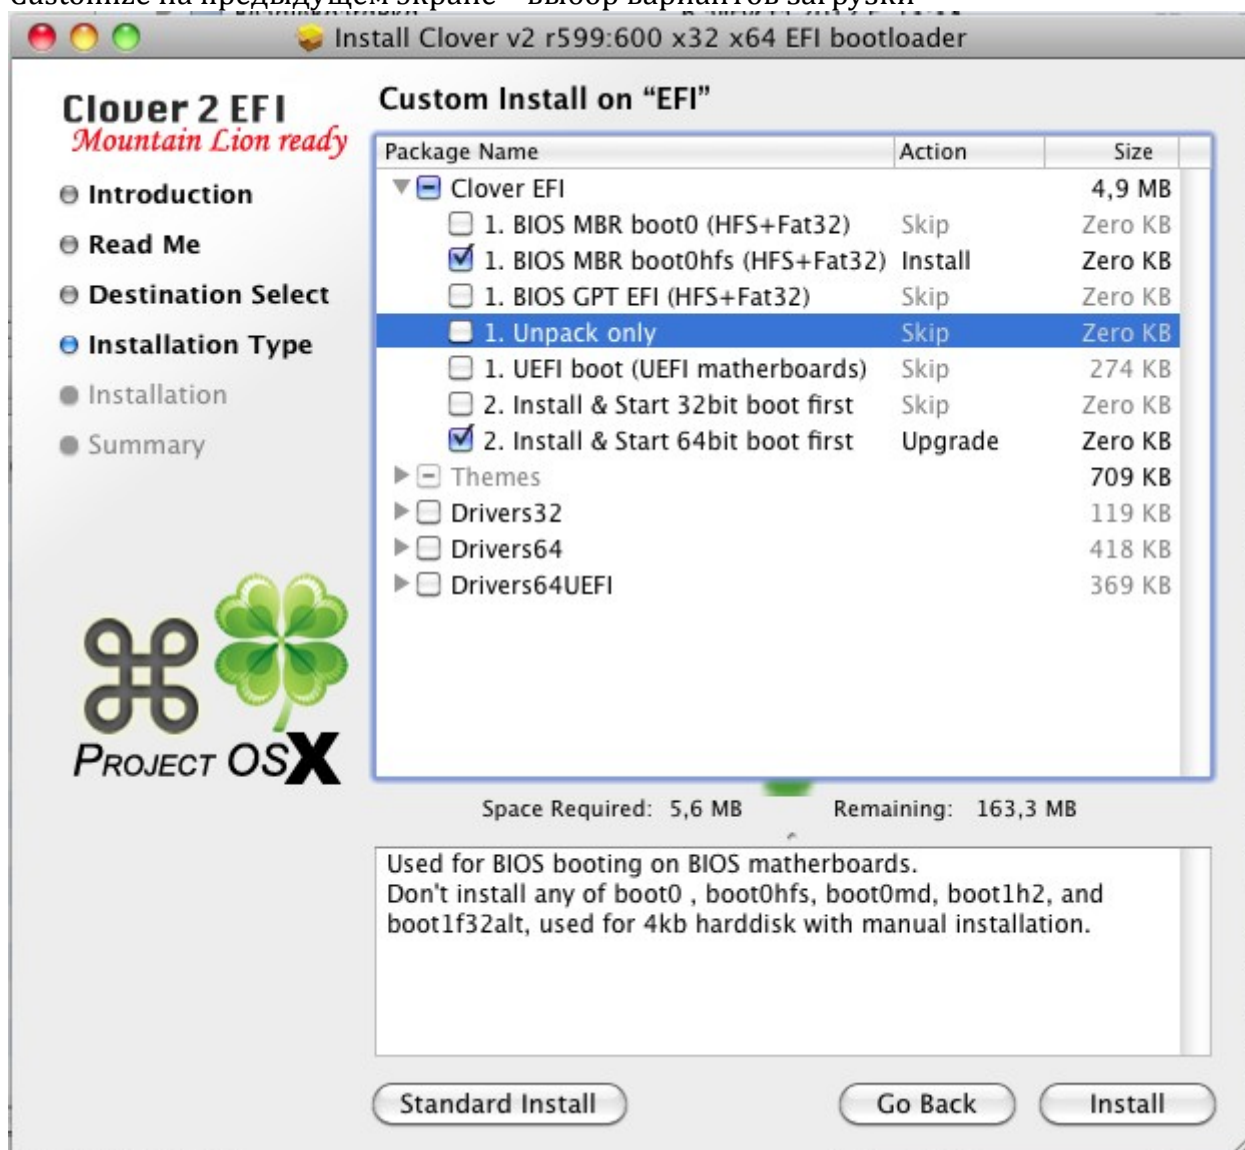 Customize на предыдущем экране – выбор вариантов загрузки
Install Clover v2 r599:600 x32 x64 EFI bootloader
Clover 2 EFI
Mountain Lion ready
Introduction
Read Me
Destination Select
Installation Type
Installation
Summary
PROJECT OSX
Custom Install on “EFI”
Package Name Action Size
Clover EFI 4,9 MB
1. BIOS MBR boot0 (HFS+Fat32) Skip Zero KB
1. BIOS MBR boot0hfs (HFS+Fat32) Install Zero KB
1. BIOS GPT EFI (HFS+Fat32) Skip Zero KB
1. Unpack only Skip Zero KB
1. UEFI boot (UEFI matherboards) Skip 274 KB
2. Install & Start 32bit boot first Skip Zero KB
2. Install & Start 64bit boot first Upgrade Zero KB
Themes 709 KB
Drivers32 119 KB
Drivers64 418 KB
Drivers64UEFI 369 KB
Space Required: 5,6 MB Remaining: 163,3 MB
Used for BIOS booting on BIOS matherboards.
Don't install any of boot0 , boot0hfs, boot0md, boot1h2, and
boot1f32alt, used for 4kb harddisk with manual installation.
Standard Install Go Back Install